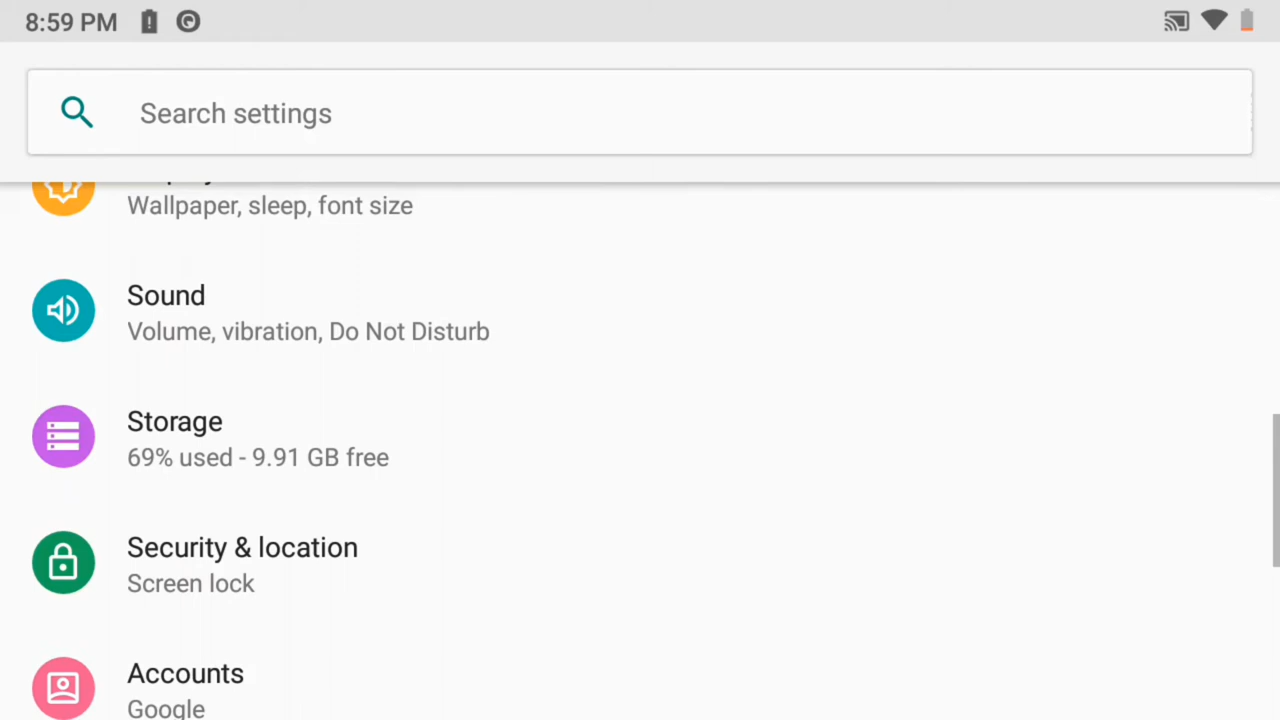 8:59 PM
Search settings
Wallpaper, sleep, font size
Sound
Volume, vibration, Do Not Disturb
Storage
69% used - 9.91 GB free
Security & location
Screen lock
Accounts
Google